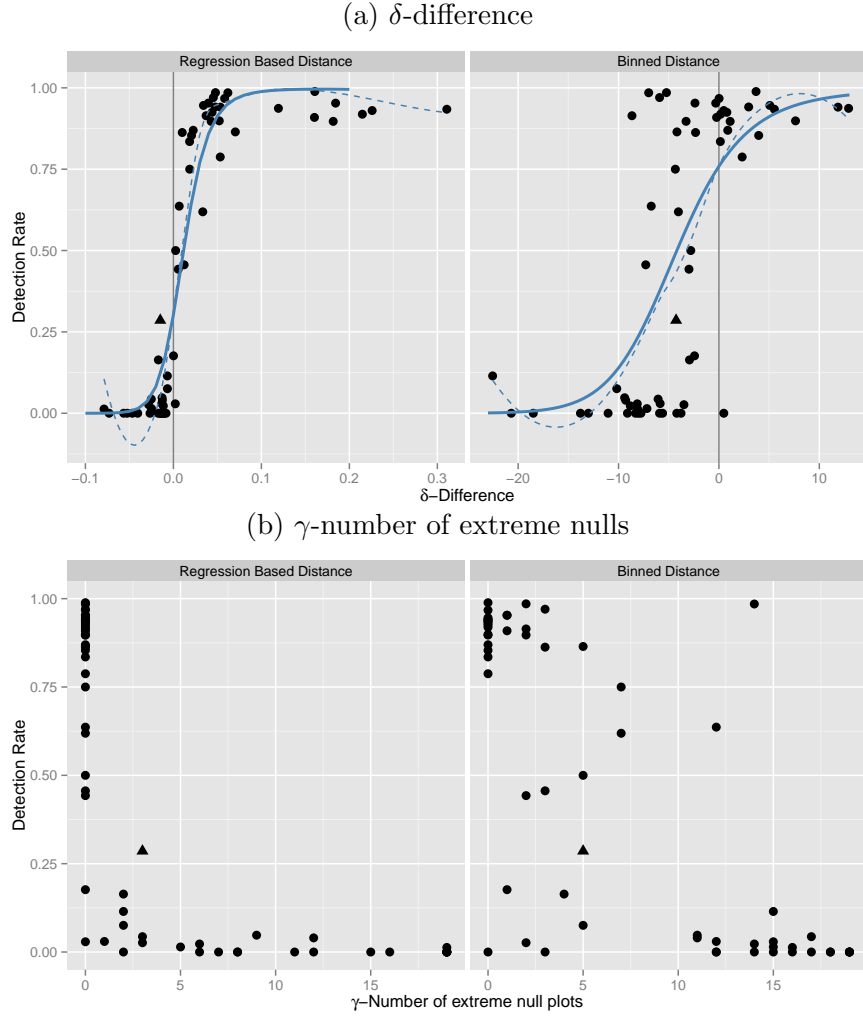 (a) δ-difference
Regression Based Distance
Binned Distance
1.00
0.75
0.50
0.25
0.00
Detection Rate
−0.1
0.0
0.1
0.2
0.3
−20
−10
0
10
δ−Difference
(b) γ-number of extreme nulls
Regression Based Distance
Binned Distance
1.00
0.75
0.50
0.25
0.00
Detection Rate
0
5
10
15
0
5
10
15
γ−Number of extreme null plots